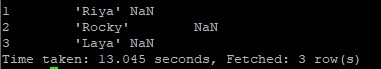 1 'Riya' NaN
2 'Rocky' NaN
3 'Laya' NaN
Time taken: 13.045 seconds, Fetched: 3 row(s)